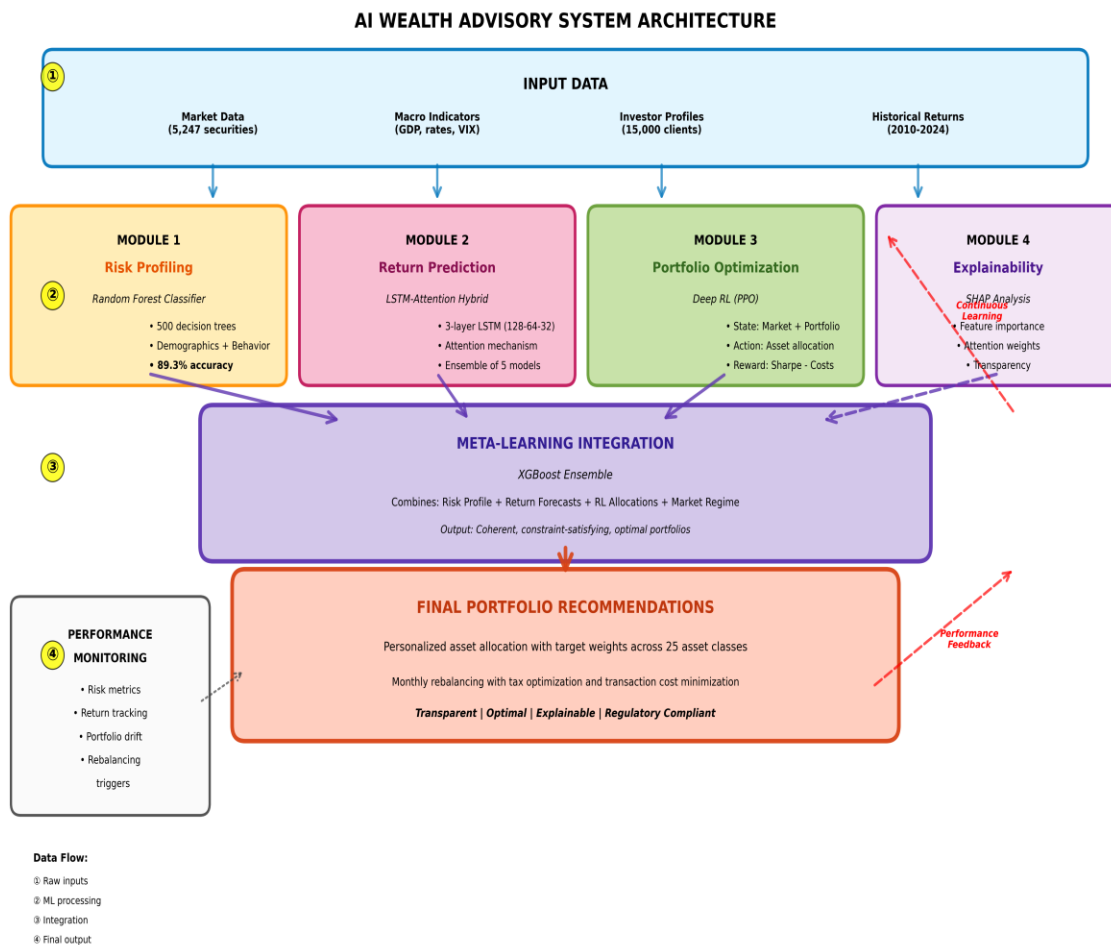 AI WEALTH ADVISORY SYSTEM ARCHITECTURE
①
INPUT DATA
Market Data
(5,247 securities)
Macro Indicators
(GDP, rates, VIX)
Investor Profiles
(15,000 clients)
Historical Returns
(2010-2024)
②
MODULE 1
Risk Profiling
Random Forest Classifier
• 500 decision trees
• Demographics + Behavior
• 89.3% accuracy
MODULE 2
Return Prediction
LSTM-Attention Hybrid
• 3-layer LSTM (128-64-32)
• Attention mechanism
• Ensemble of 5 models
MODULE 3
Portfolio Optimization
Deep RL (PPO)
• State: Market + Portfolio
• Action: Asset allocation
• Reward: Sharpe - Costs
MODULE 4
Explainability
SHAP Analysis
• Feature importance
• Attention weights
• Transparency
Continuous
Learning
③
META-LEARNING INTEGRATION
XGBoost Ensemble
Combines: Risk Profile + Return Forecasts + RL Allocations + Market Regime
Output: Coherent, constraint-satisfying, optimal portfolios
④
PERFORMANCE
MONITORING
• Risk metrics
• Return tracking
• Portfolio drift
• Rebalancing
triggers
FINAL PORTFOLIO RECOMMENDATIONS
Personalized asset allocation with target weights across 25 asset classes
Monthly rebalancing with tax optimization and transaction cost minimization
Transparent | Optimal | Explainable | Regulatory Compliant
Performance
Feedback
Data Flow:
① Raw inputs
② ML processing
③ Integration
④ Final output